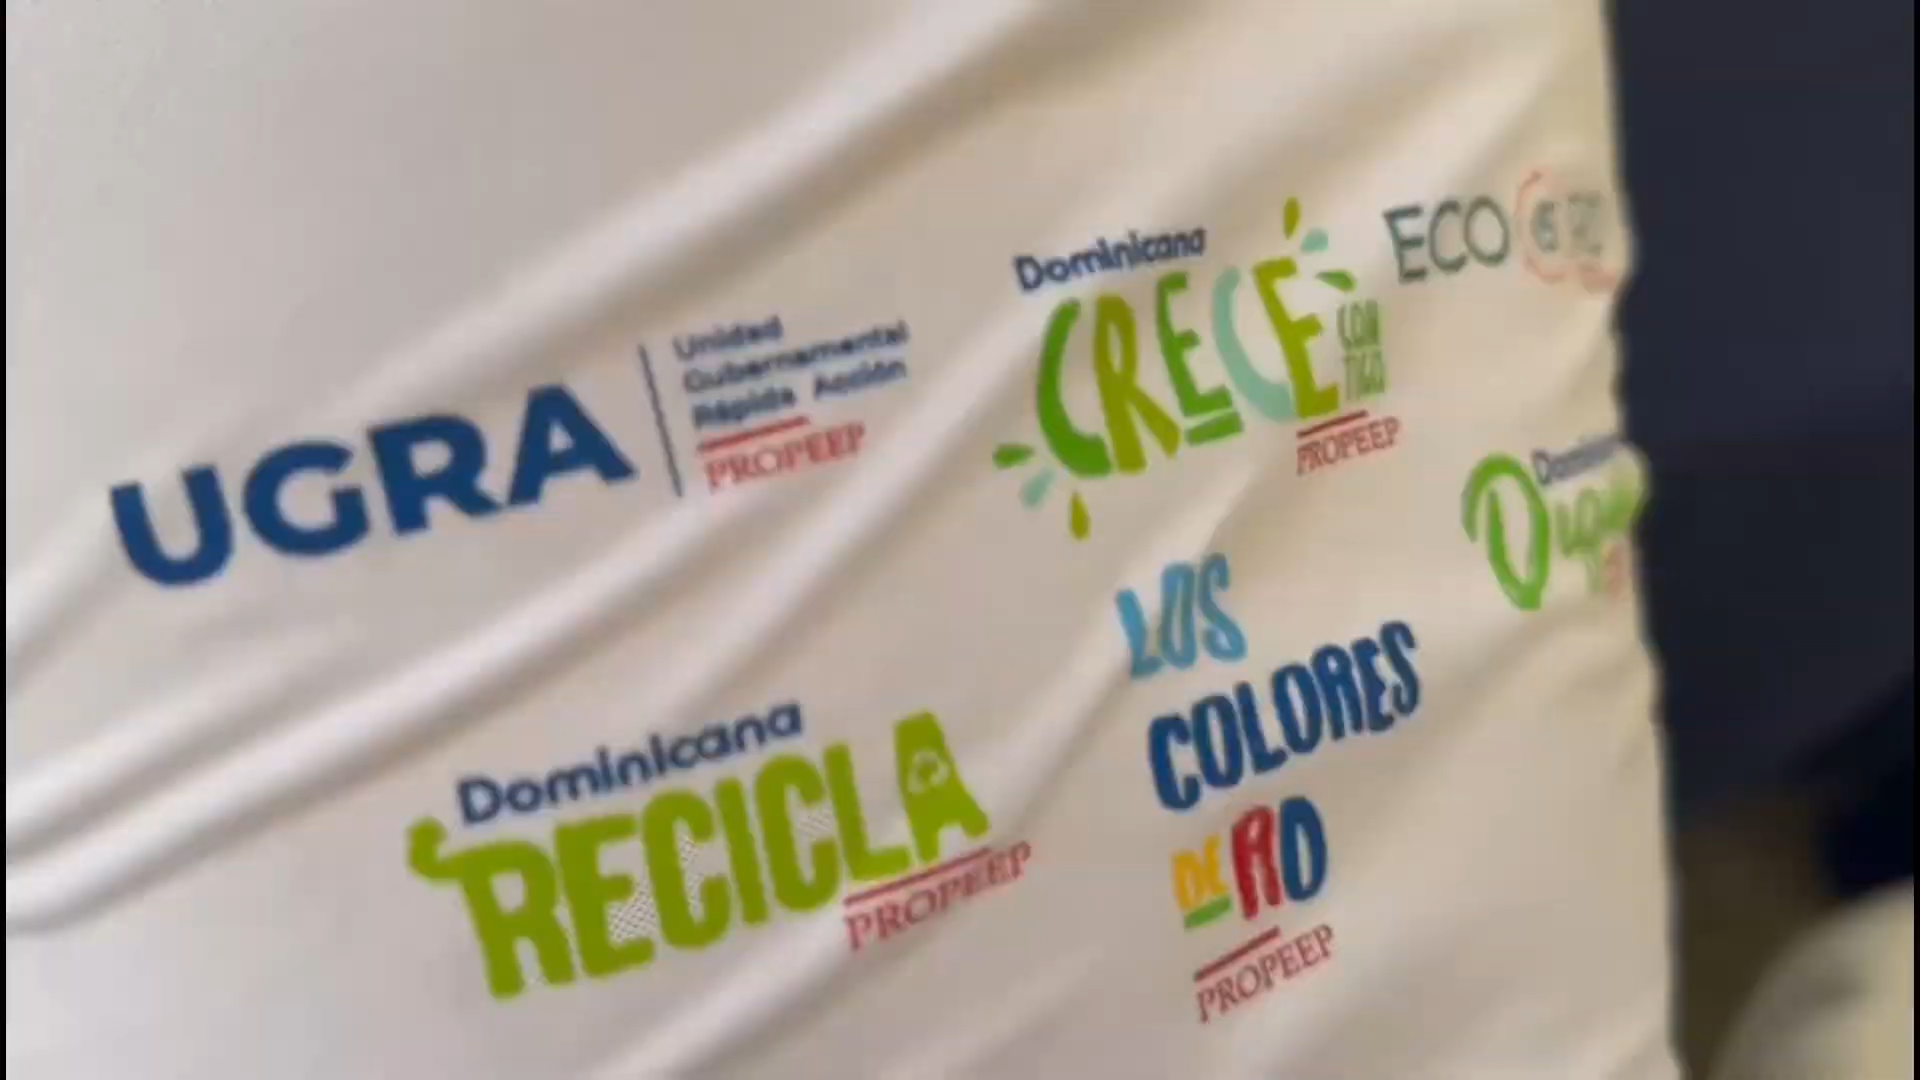 UGRA
Unidad
Gubernamental
Rápida Acción
PROPEEP
Dominicana
CRECE
CON
TIGO
PROPEEP
ECO
Dominicana
RECICLA
PROPEEP
LOS
COLORES
DE RD
PROPEEP